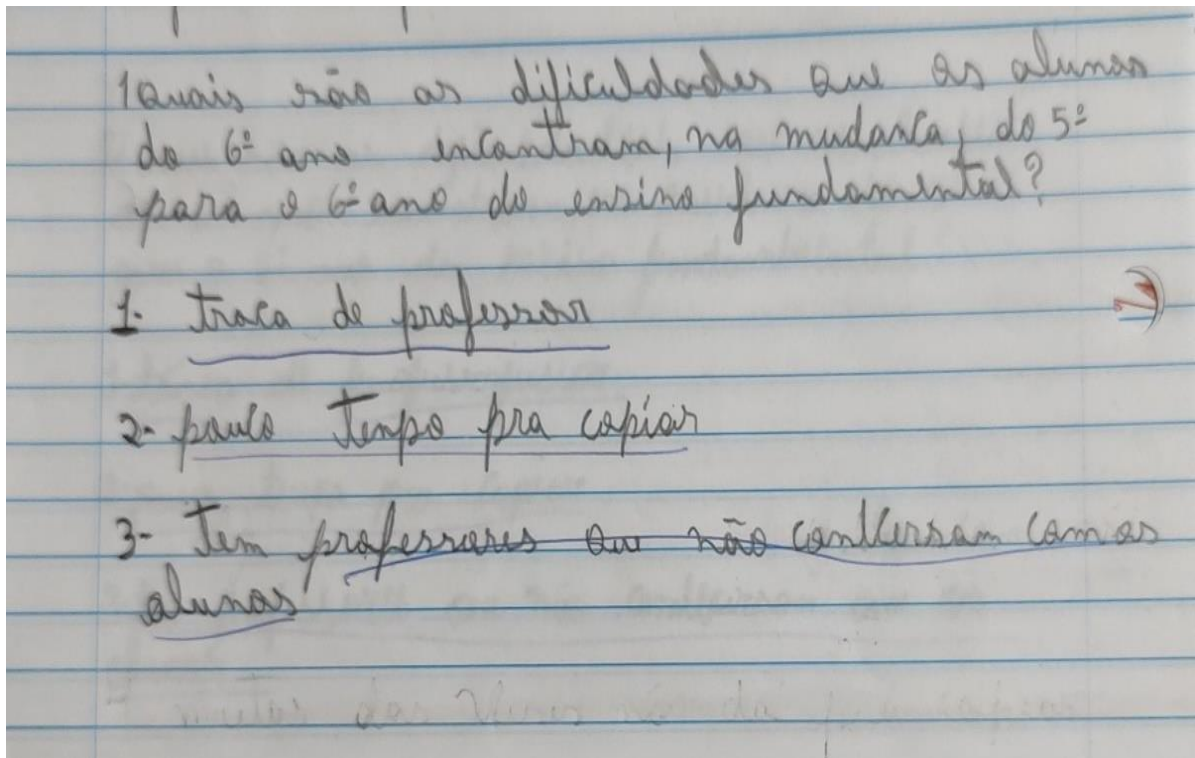 1Quais são as dificuldades que os alunos
do 6º ano encontram, na mudanca, do 5º
para o 6º ano do ensino fundamental?
1- troca de professor
2- pouco tempo pra copiar
3- Tem professores que não conversam com os
alunos